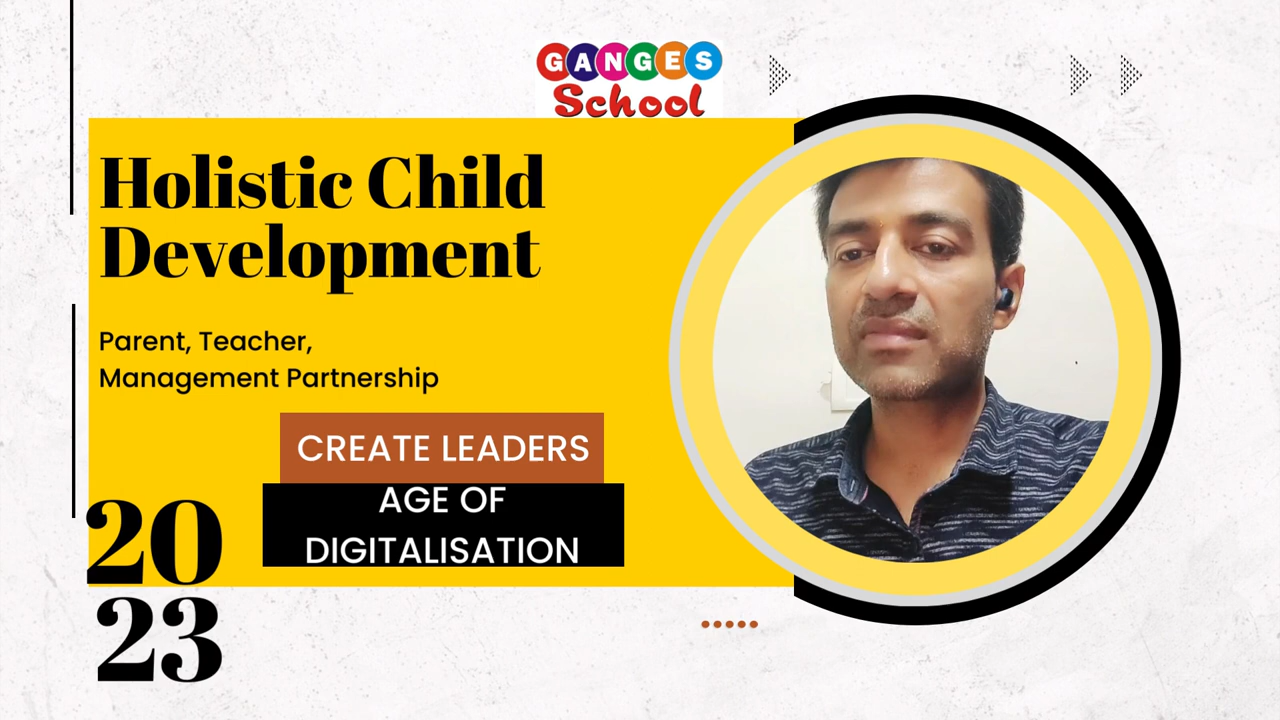 GANGES
School
Holistic Child
Development
Parent, Teacher,
Management Partnership
CREATE LEADERS
AGE OF
DIGITALISATION
20
23